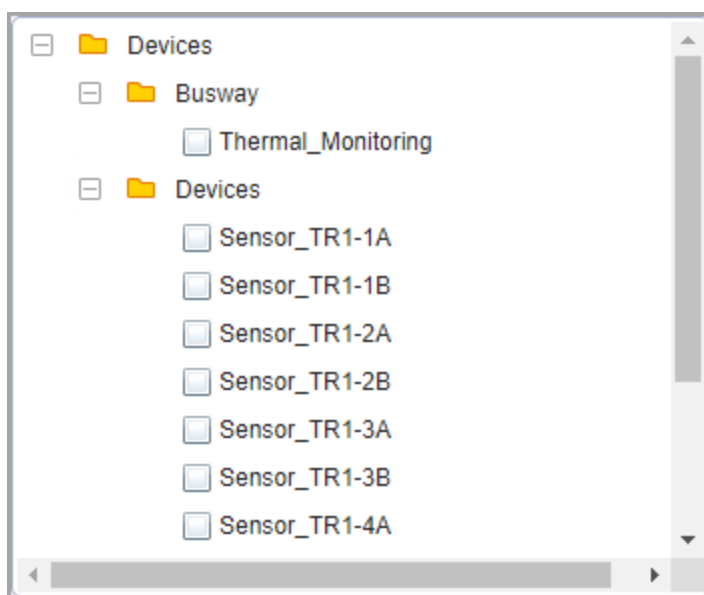 Devices
Busway
Thermal_Monitoring
Devices
Sensor_TR1-1A
Sensor_TR1-1B
Sensor_TR1-2A
Sensor_TR1-2B
Sensor_TR1-3A
Sensor_TR1-3B
Sensor_TR1-4A